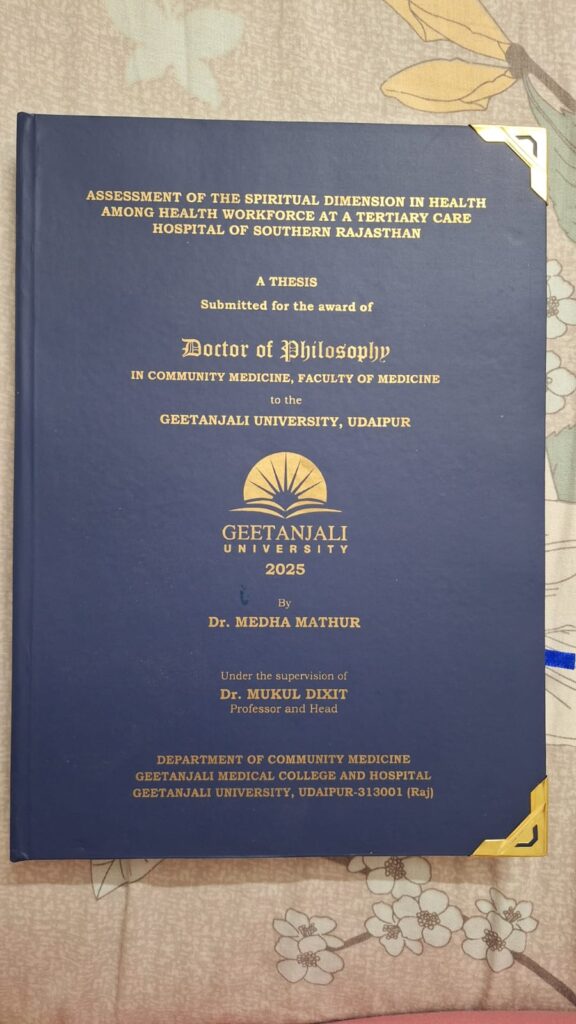 ASSESSMENT OF THE SPIRITUAL DIMENSION IN HEALTH
AMONG HEALTH WORKFORCE AT A TERTIARY CARE
HOSPITAL OF SOUTHERN RAJASTHAN
A THESIS
Submitted for the award of
Doctor of Philosophy
IN COMMUNITY MEDICINE, FACULTY OF MEDICINE
to the
GEETANJALI UNIVERSITY, UDAIPUR
GEETANJALI
UNIVERSITY
2025
By
Dr. MEDHA MATHUR
Under the supervision of
Dr. MUKUL DIXIT
Professor and Head
DEPARTMENT OF COMMUNITY MEDICINE
GEETANJALI MEDICAL COLLEGE AND HOSPITAL
GEETANJALI UNIVERSITY, UDAIPUR-313001 (Raj)